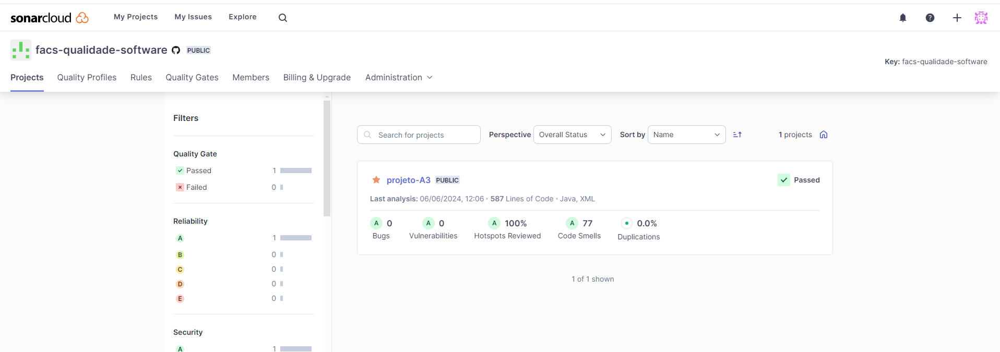 sonarcloud My Projects My Issues Explore
facs-qualidade-software PUBLIC
Key: facs-qualidade-software
Projects Quality Profiles Rules Quality Gates Members Billing & Upgrade Administration
Filters
Quality Gate
Passed 1
Failed 0
Reliability
A 1
B 0
C 0
D 0
E 0
Security
A 1
Search for projects Perspective Overall Status Sort by Name 1 projects
projeto-A3 PUBLIC Passed
Last analysis: 06/06/2024, 12:06 • 587 Lines of Code • Java, XML
A 0 A 0 A 100% A 77 0.0%
Bugs Vulnerabilities Hotspots Reviewed Code Smells Duplications
1 of 1 shown